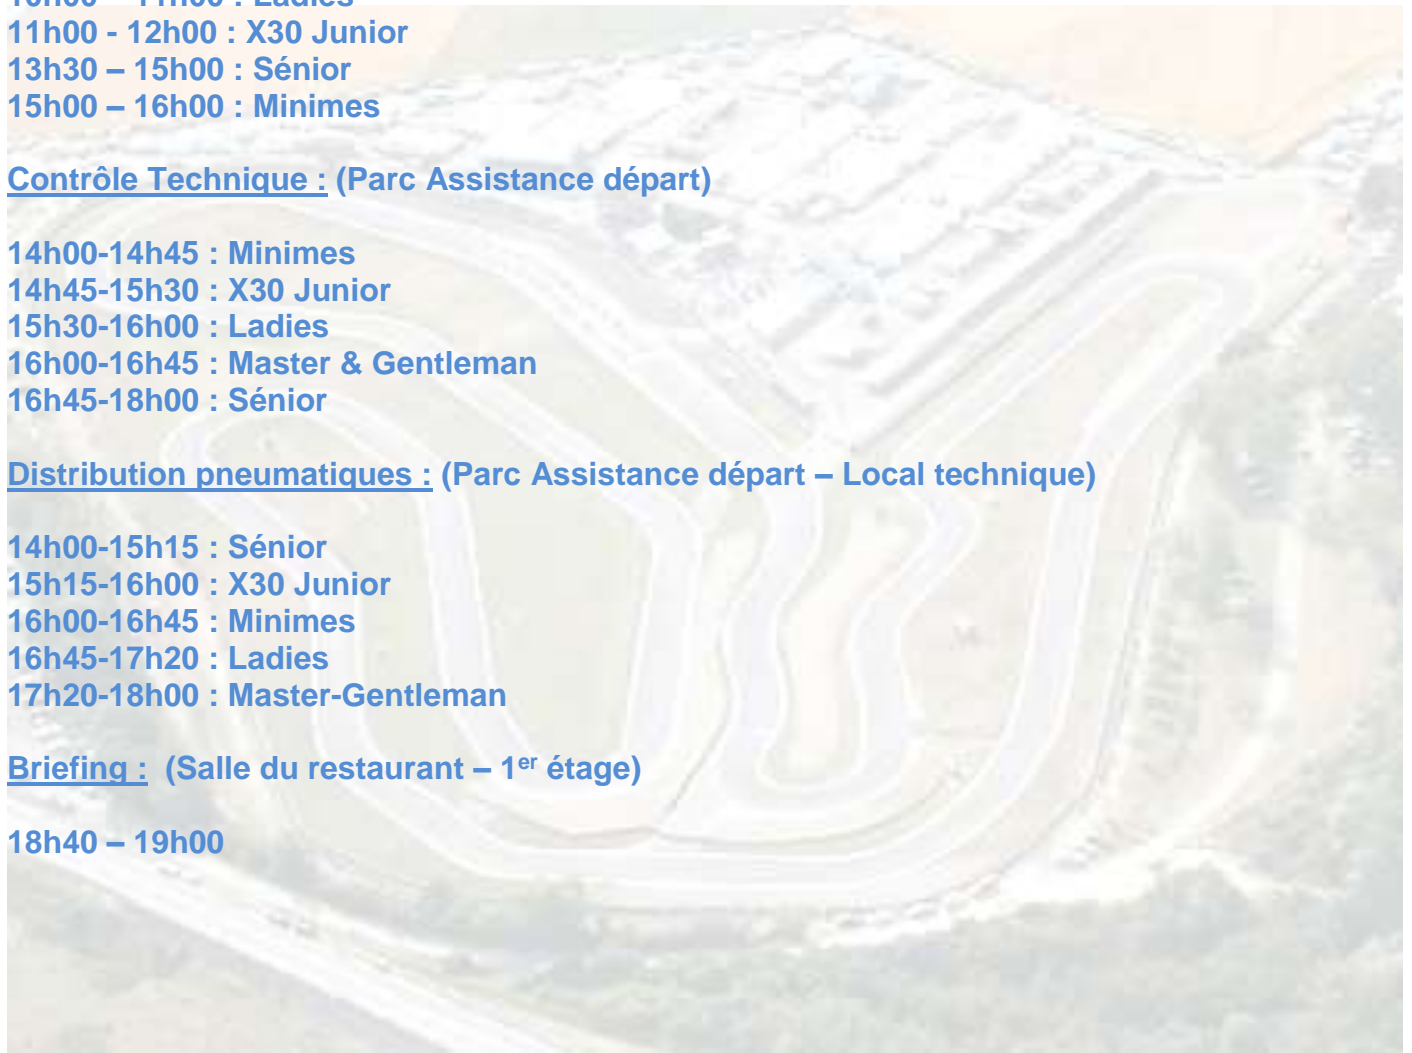 10h00 – 11h00 : Ladies
11h00 - 12h00 : X30 Junior
13h30 – 15h00 : Sénior
15h00 – 16h00 : Minimes
Contrôle Technique : (Parc Assistance départ)
14h00-14h45 : Minimes
14h45-15h30 : X30 Junior
15h30-16h00 : Ladies
16h00-16h45 : Master & Gentleman
16h45-18h00 : Sénior
Distribution pneumatiques : (Parc Assistance départ – Local technique)
14h00-15h15 : Sénior
15h15-16h00 : X30 Junior
16h00-16h45 : Minimes
16h45-17h20 : Ladies
17h20-18h00 : Master-Gentleman
Briefing : (Salle du restaurant – 1er étage)
18h40 – 19h00